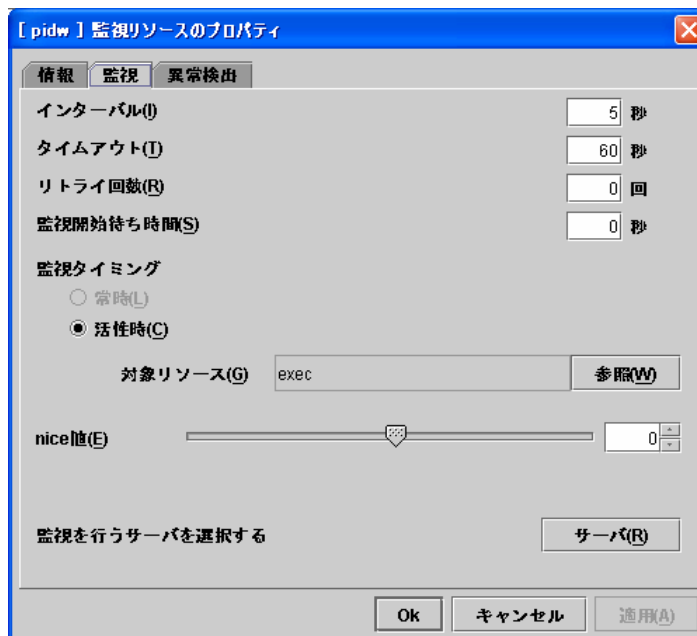 [ pidw ] 監視リソースのプロパティ
情報 監視 異常検出
インターバル(I) 5 秒
タイムアウト(T) 60 秒
リトライ回数(R) 0 回
監視開始待ち時間(S) 0 秒
監視タイミング
常時(L)
活性時(C)
対象リソース(G) exec 参照(W)
nice値(E) 0
監視を行うサーバを選択する サーバ(R)
Ok キャンセル 適用(A)